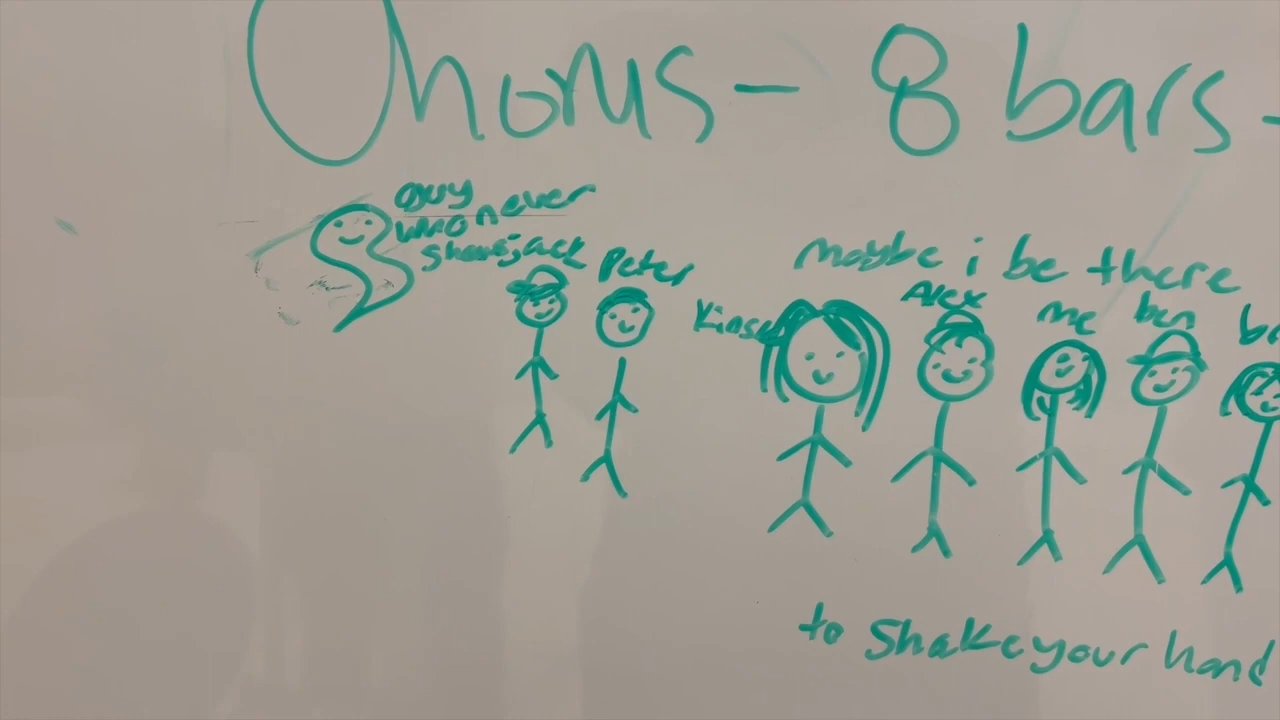 Chorus - 8 bars -
guy
who never
shows
jack
Peter
maybe i be there
Alex
me
ben
to shake your hand